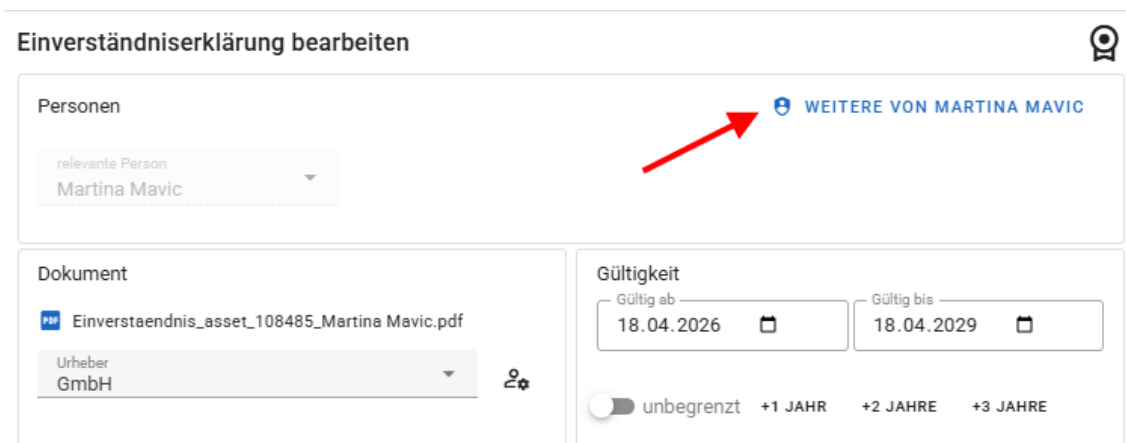 Einverständniserklärung bearbeiten
Personen
WEITERE VON MARTINA MAVIC
relevante Person
Martina Mavic
Dokument
PDF Einverstaendnis_asset_108485_Martina Mavic.pdf
Urheber
GmbH
Gültigkeit
Gültig ab
18.04.2026
Gültig bis
18.04.2029
unbegrenzt +1 JAHR +2 JAHRE +3 JAHRE